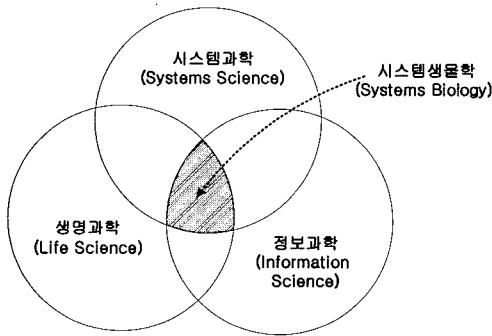 시스템과학
(Systems Science)
시스템생물학
(Systems Biology)
생명과학
(Life Science)
정보과학
(Information
Science)